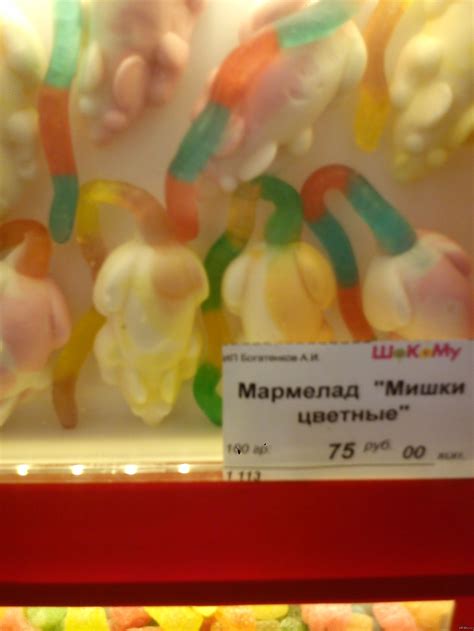 ИП Богатенков А.И.
ШоКоМу
Мармелад "Мишки
цветные"
100 гр. 75 руб. 00 коп.
1 113